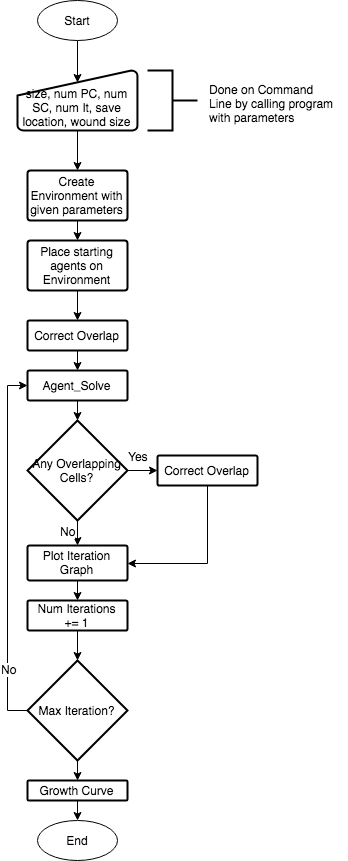 Start
size, num PC, num
SC, num It, save
location, wound size
Done on Command
Line by calling program
with parameters
Create
Environment with
given parameters
Place starting
agents on
Environment
Correct Overlap
Agent_Solve
Any Overlapping
Cells?
Yes
Correct Overlap
No
Plot Iteration
Graph
Num Iterations
+= 1
No
Max Iteration?
Growth Curve
End